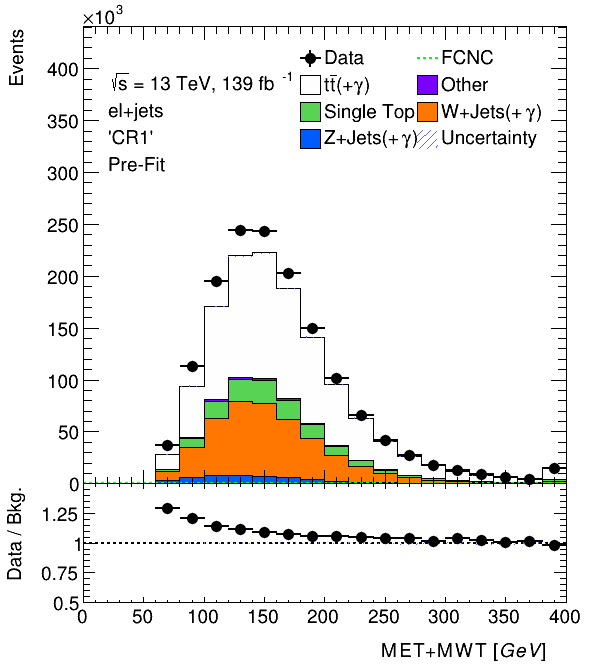 ×10³
Events
√s = 13 TeV, 139 fb⁻¹
el+jets
'CR1'
Pre-Fit
Data
FCNC
tt̄(+γ)
Other
Single Top
W+Jets(+γ)
Z+Jets(+γ)
Uncertainty
400
350
300
250
200
150
100
50
0
Data / Bkg.
1.25
1
0.75
0.5
0 50 100 150 200 250 300 350 400
MET+MWT [GeV]